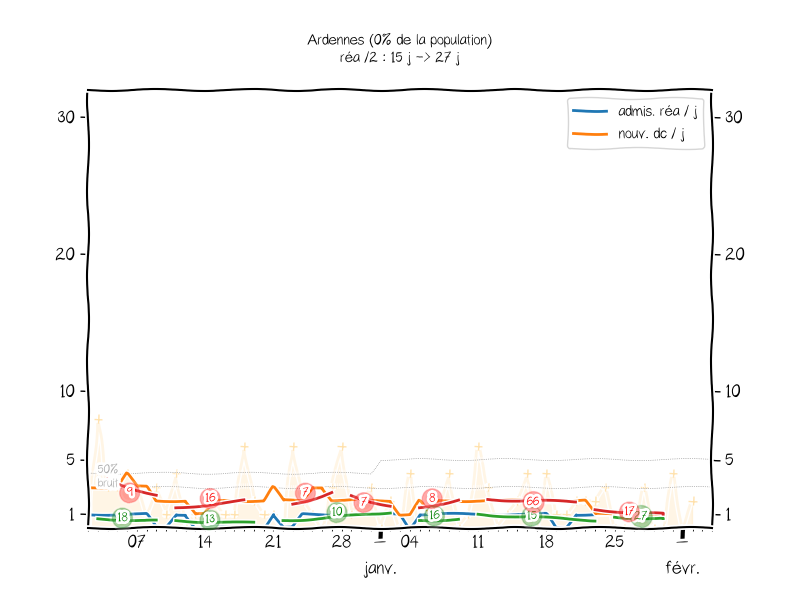 Ardennes (0% de la population)
réa /2 : 15 j -> 27 j
admis. réa / j
nouv. dc / j
30 30
20 20
10 10
5 5
1 1
50%
bruit
9 16 7 7 8 66 17
18 13 10 16 15 27
07 14 21 28 04 11 18 25
janv. févr.